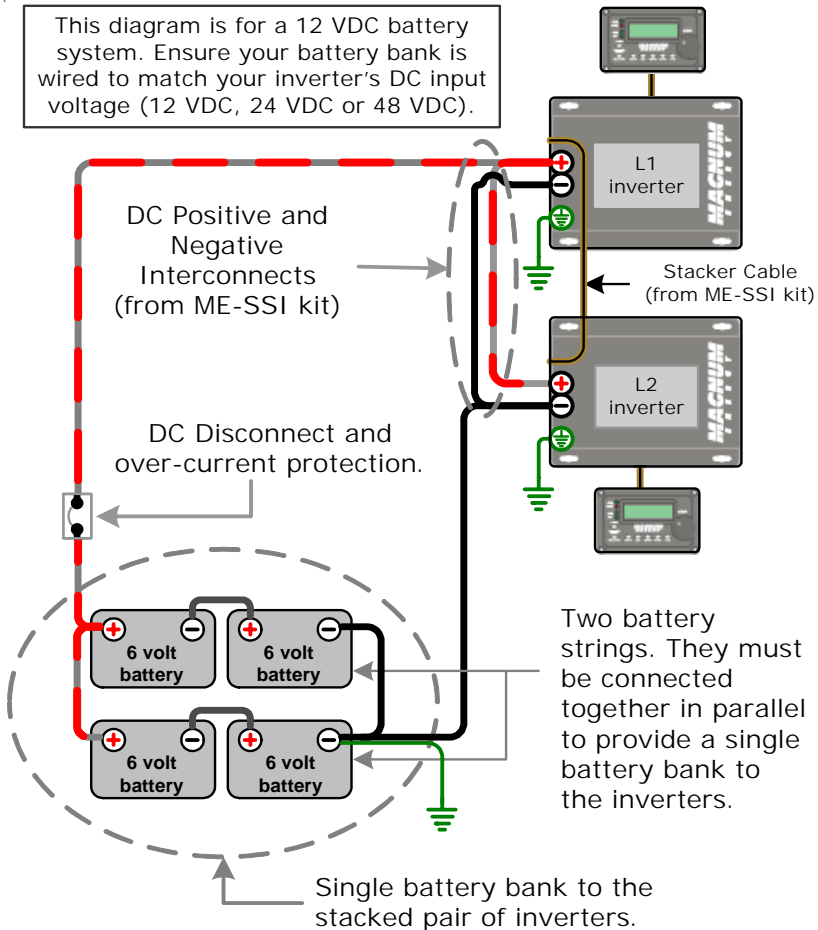 This diagram is for a 12 VDC battery
system. Ensure your battery bank is
wired to match your inverter's DC input
voltage (12 VDC, 24 VDC or 48 VDC).
L1
inverter
MAGNUM
DC Positive and
Negative
Interconnects
(from ME-SSI kit)
Stacker Cable
(from ME-SSI kit)
L2
inverter
MAGNUM
DC Disconnect and
over-current protection.
6 volt
battery
6 volt
battery
6 volt
battery
6 volt
battery
Two battery
strings. They must
be connected
together in parallel
to provide a single
battery bank to
the inverters.
Single battery bank to the
stacked pair of inverters.